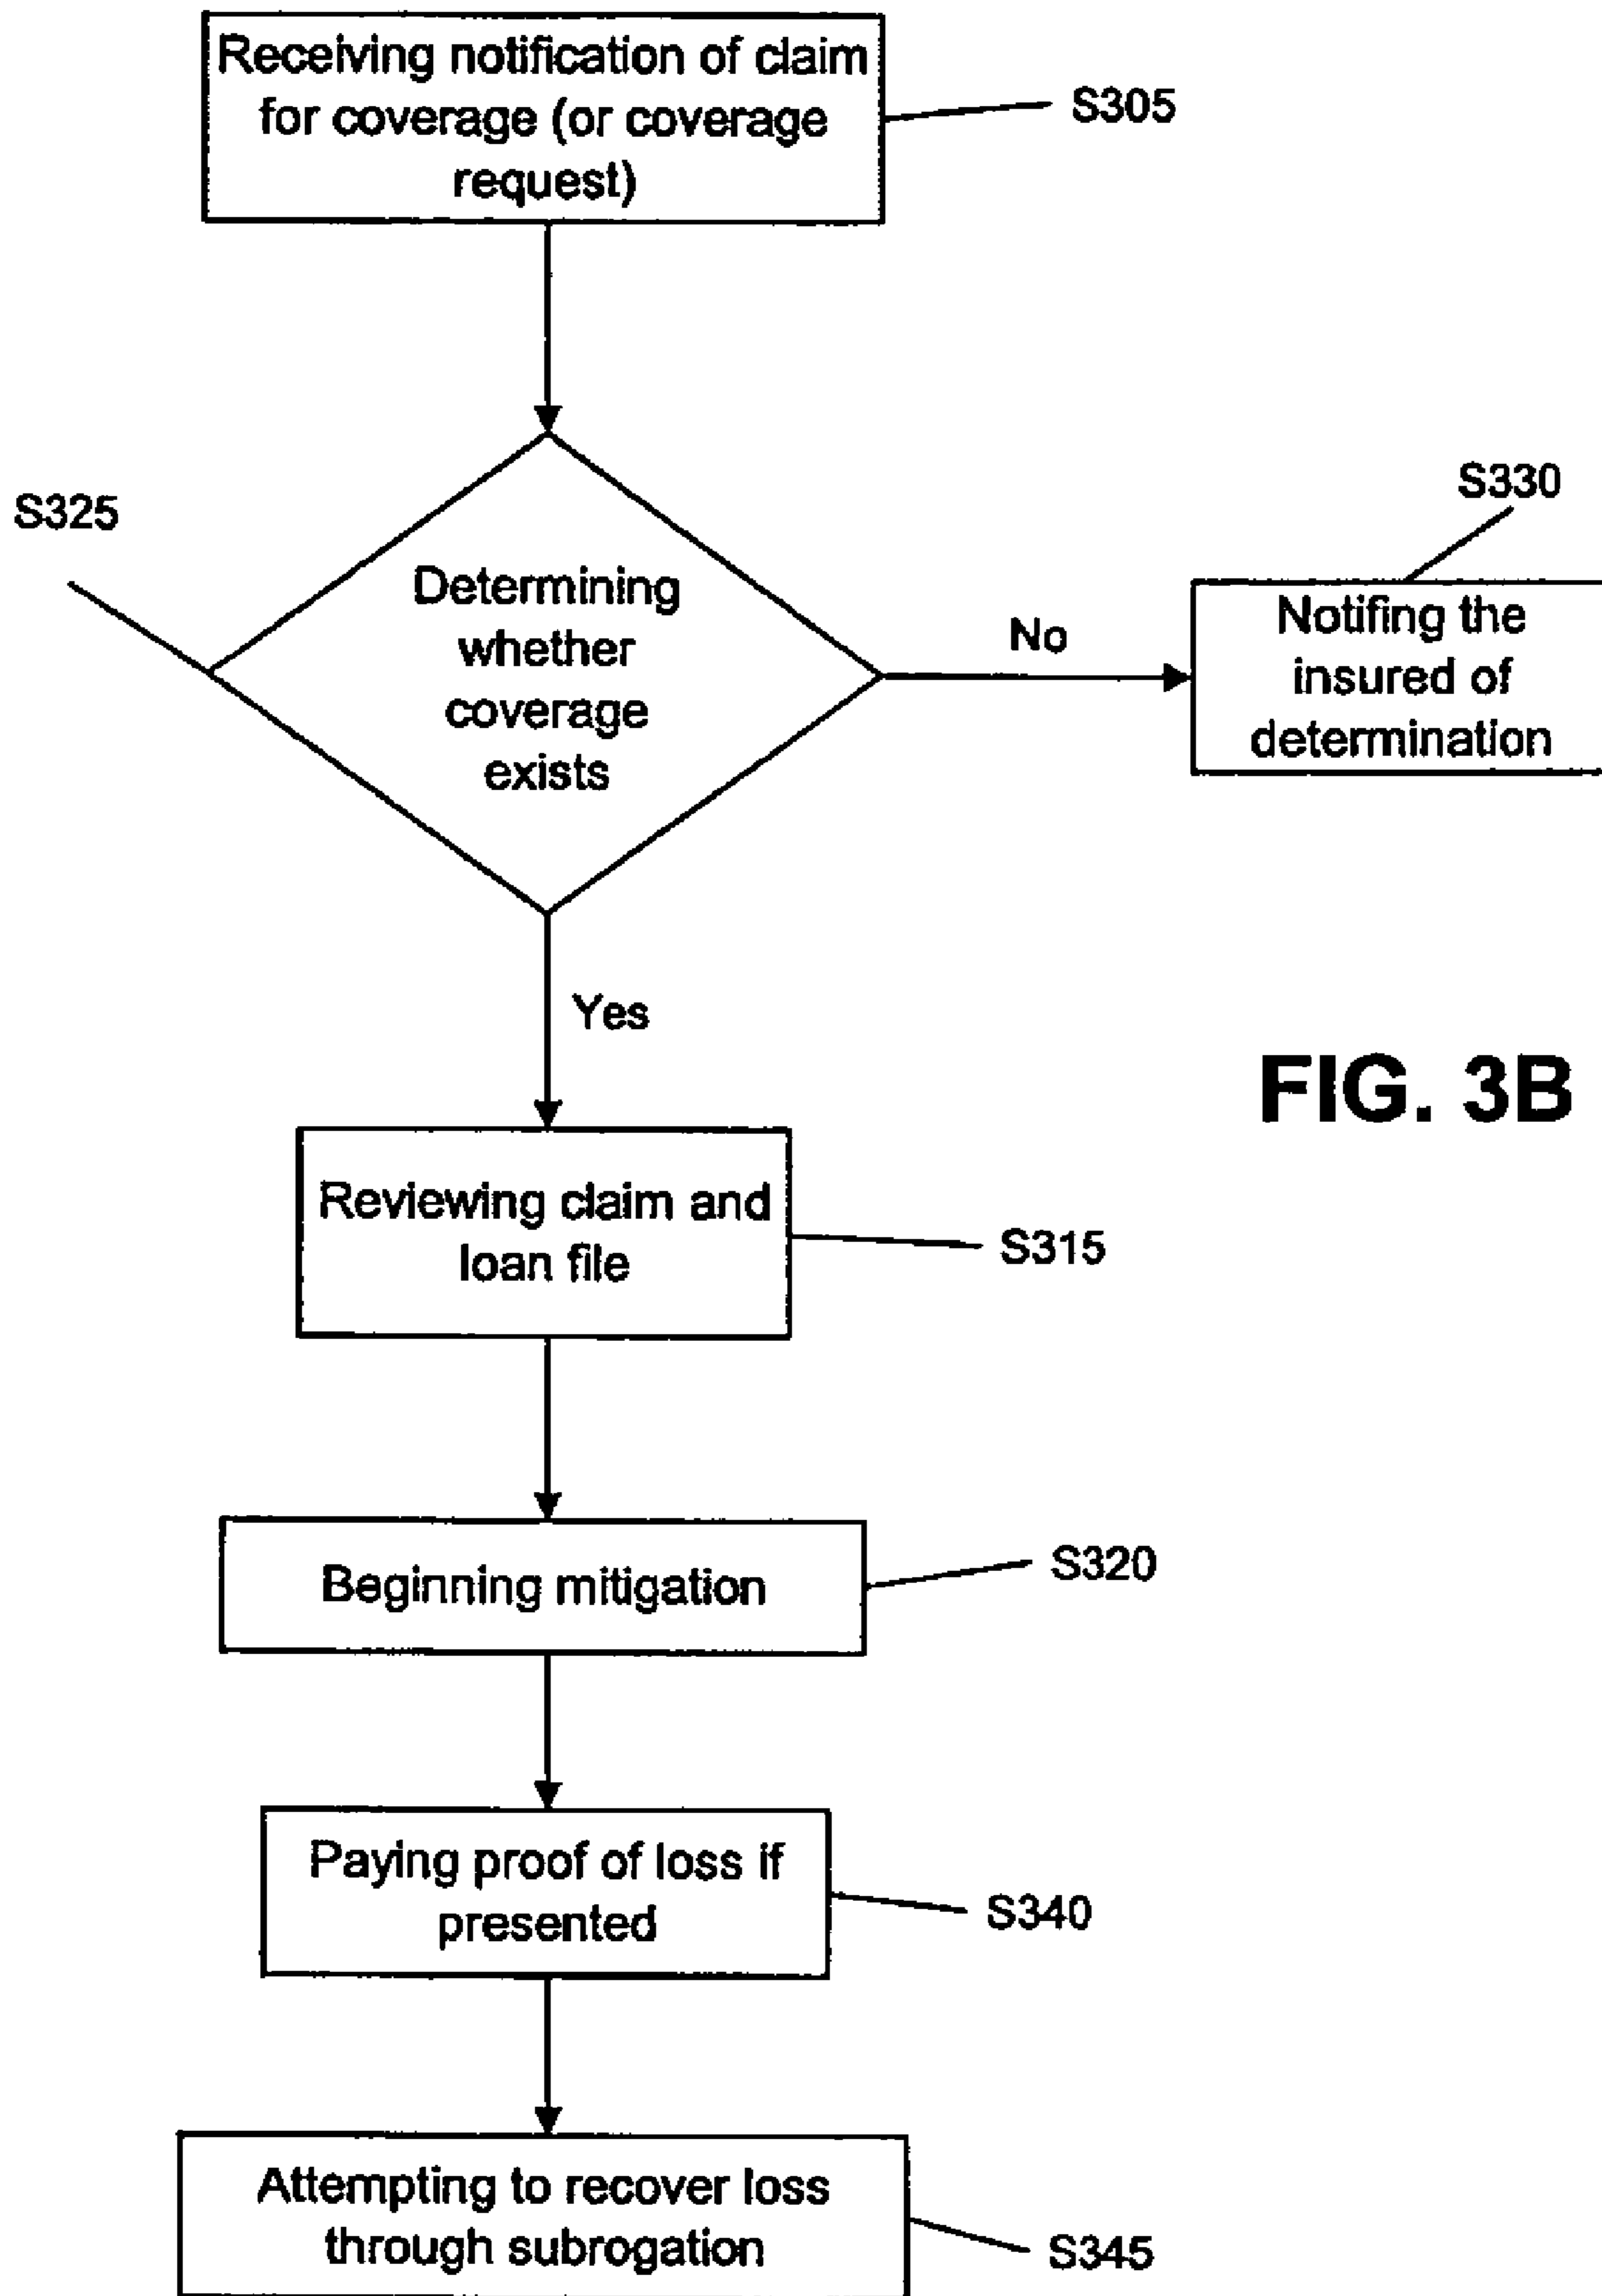 Receiving notification of claim
for coverage (or coverage
request)
S305
S325
Determining
whether
coverage
exists
No
S330
Notifing the
insured of
determination
Yes
FIG. 3B
Reviewing claim and
loan file
S315
Beginning mitigation
S320
Paying proof of loss if
presented
S340
Attempting to recover loss
through subrogation
S345